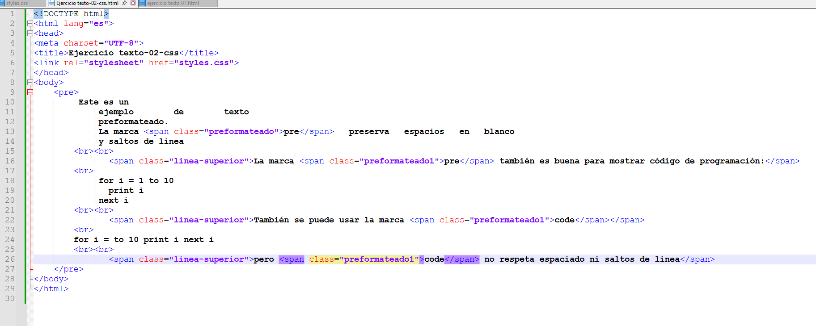 styles.css Ejercicio texto-02-css.html ejercicio texto 01.html
1 <!DOCTYPE html>
2 <html lang="es">
3 <head>
4 <meta charset="UTF-8">
5 <title>Ejercicio texto-02-css</title>
6 <link rel="stylesheet" href="styles.css">
7 </head>
8 <body>
9 <pre>
10 Este es un
11 ejemplo de texto
12 preformateado.
13 La marca <span class="preformateado">pre</span> preserva espacios en blanco
14 y saltos de linea
15 <br><br>
16 <span class="linea-superior">La marca <span class="preformateado1">pre</span> también es buena para mostrar código de programación:</span>
17 <br>
18 for i = 1 to 10
19 print i
20 next i
21 <br><br>
22 <span class="linea-superior">También se puede usar la marca <span class="preformateado1">code</span></span>
23 <br>
24 for i = to 10 print i next i
25 <br><br>
26 <span class="linea-superior">pero <span class="preformateado1">code</span> no respeta espaciado ni saltos de linea</span>
27 </pre>
28 </body>
29 </html>
30